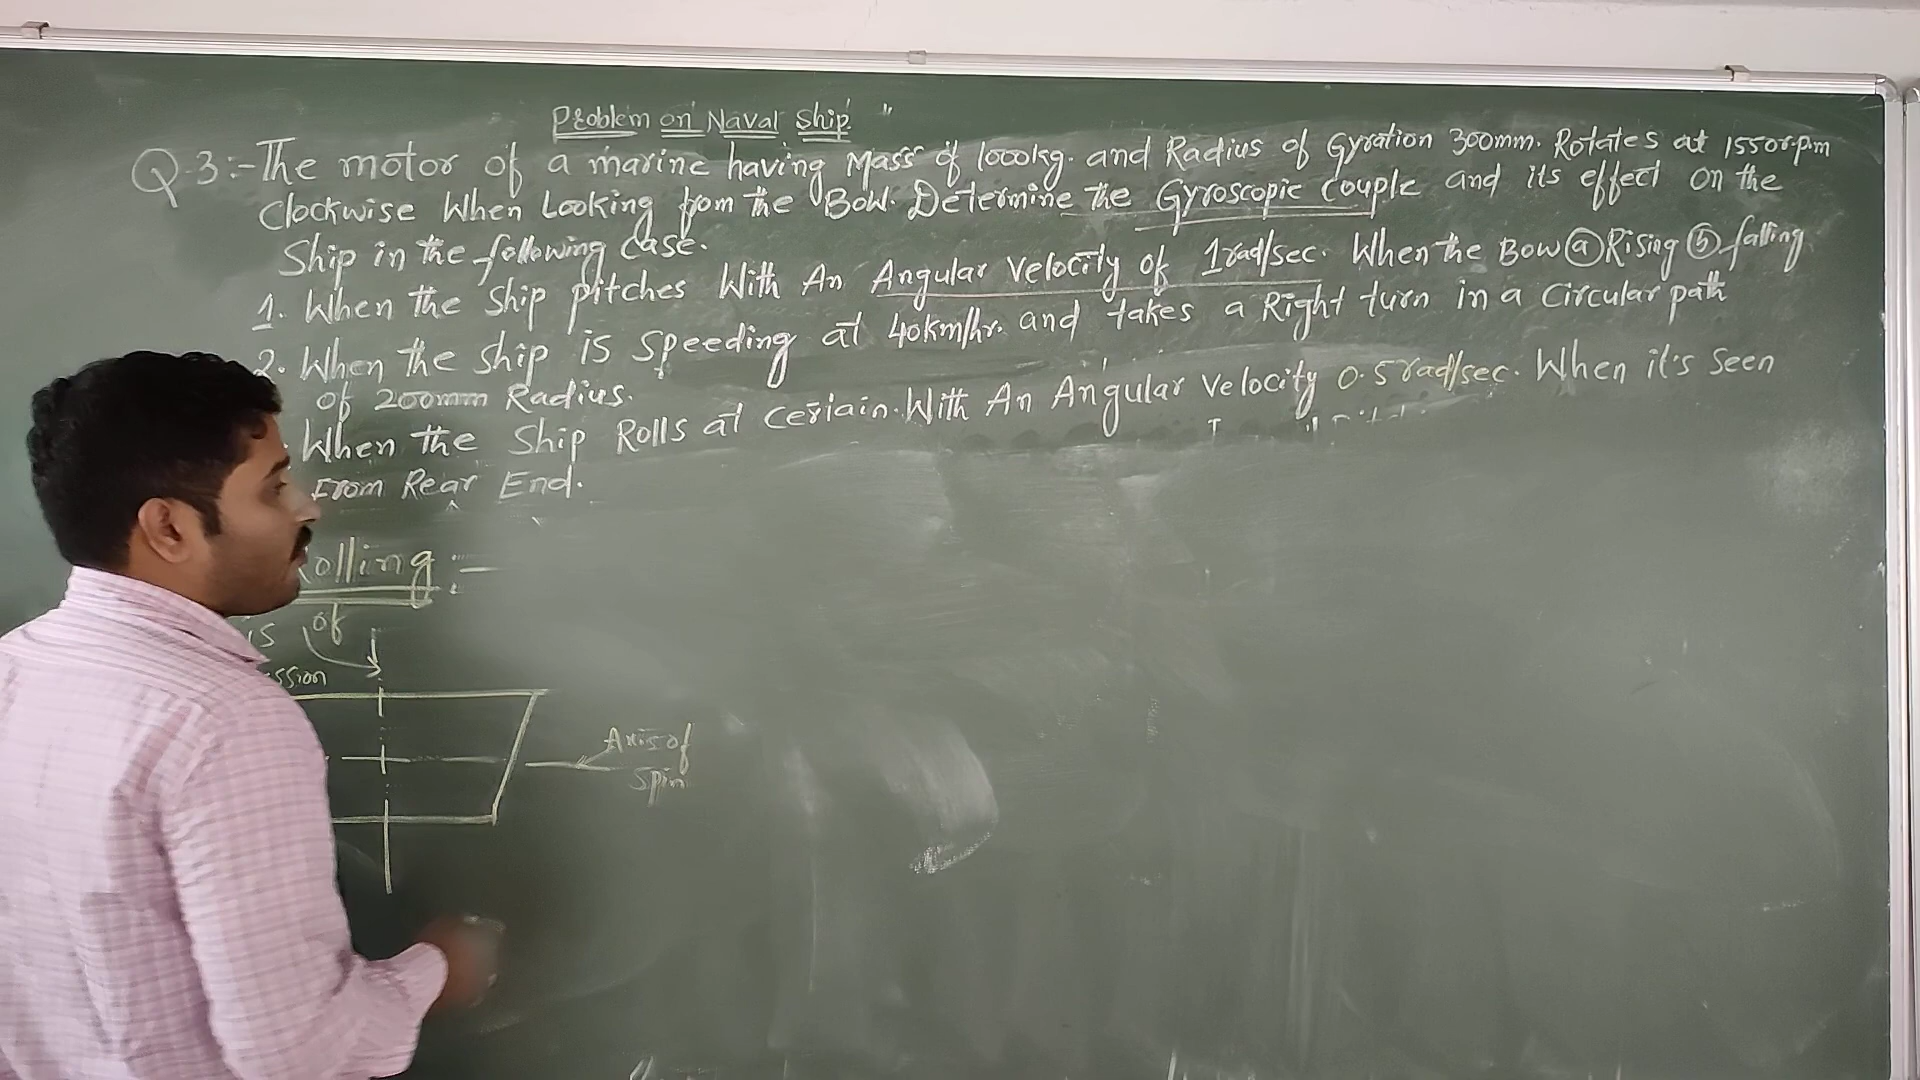 Problem on Naval Ship "
Q.3:- The motor of a marine having Mass of 1000kg. and Radius of Gyration 300mm. Rotates at 1550r.pm
Clockwise When Looking from the Bow. Determine the Gyroscopic Couple and its effect on the
Ship in the following Case.
1. When the Ship pitches With An Angular Velocity of 1rad/sec. When the Bow ⓐ Rising ⓑ falling
2. When the Ship is Speeding at 40km/hr. and takes a Right turn in a Circular path
of 200mm Radius.
When the Ship Rolls at Certain. With An Angular Velocity 0.5rad/sec. When it's Seen
From Rear End.
olling :-
is of
ssion
Axis of
Spin